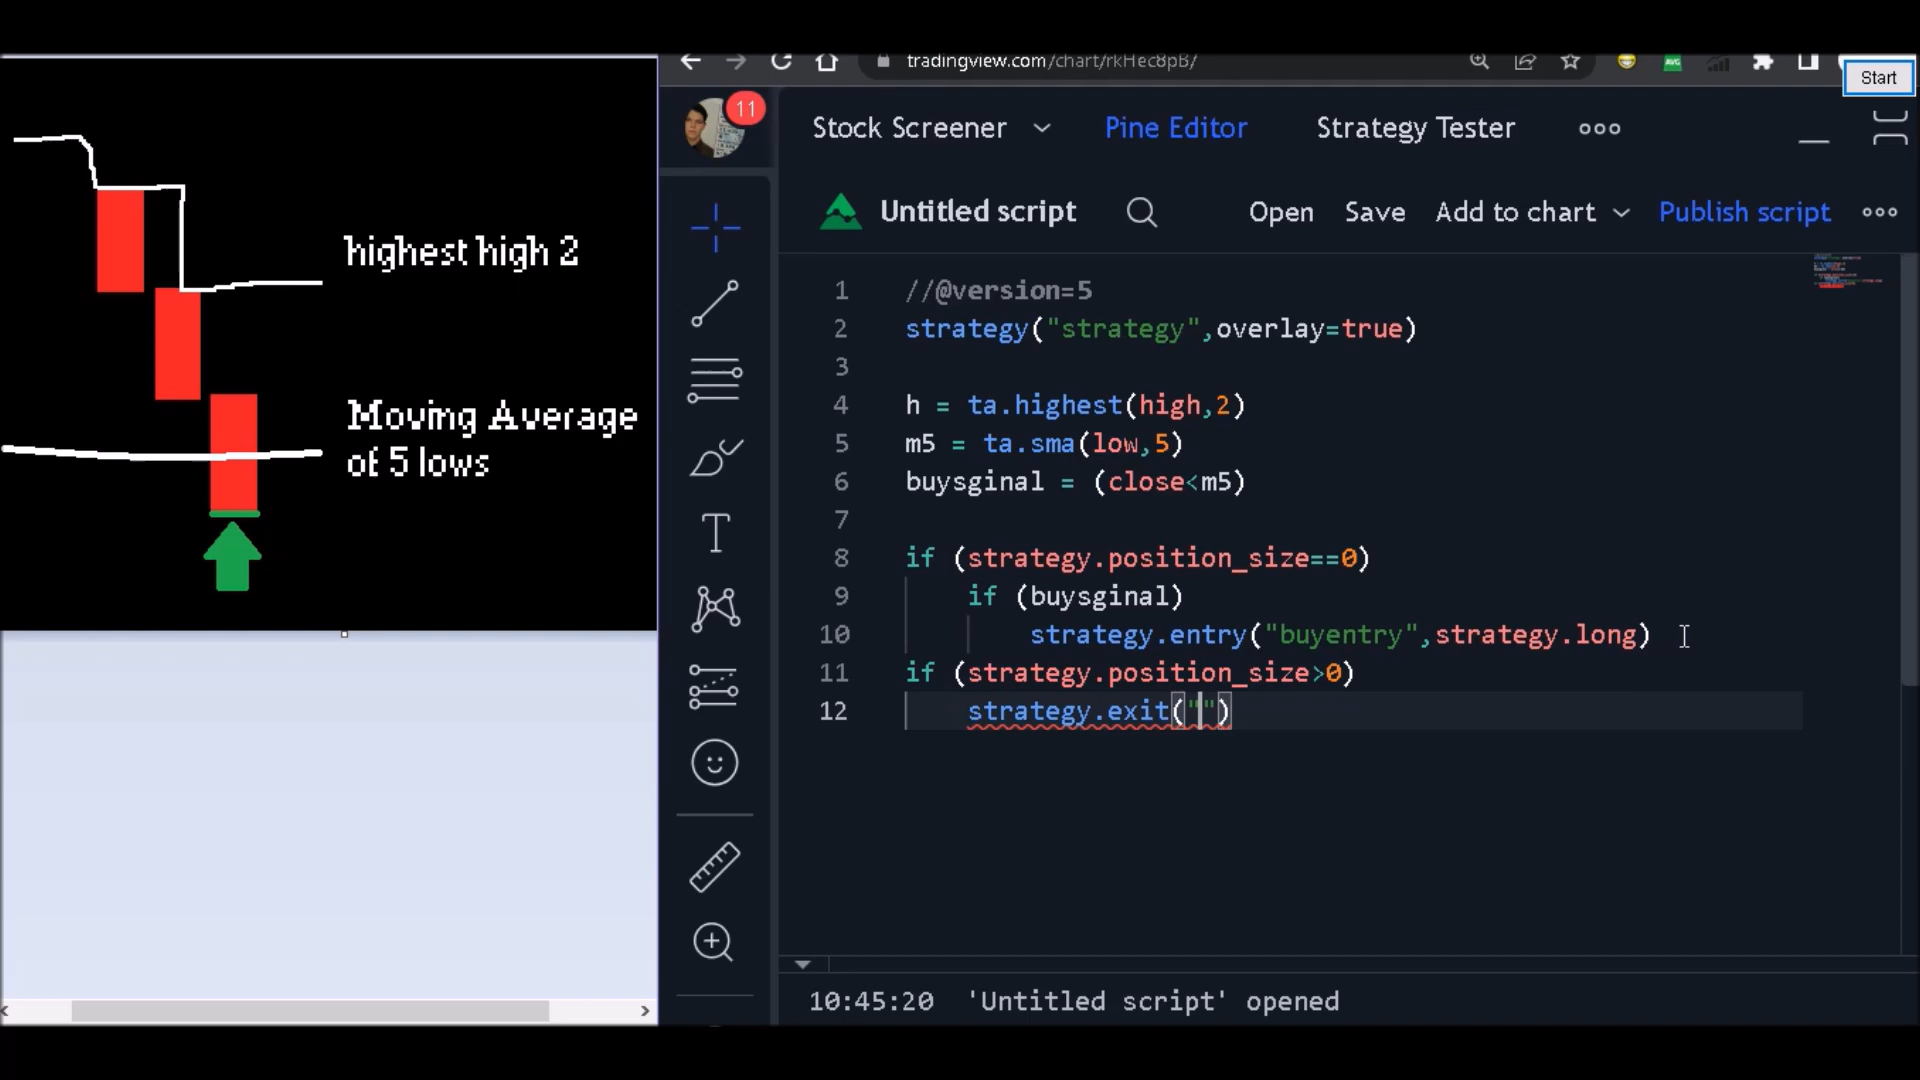 tradingview.com/chart/rkHec8pB/
Start
11
Stock Screener Pine Editor Strategy Tester
Untitled script Open Save Add to chart Publish script
highest high 2
Moving Average
of 5 lows
1 //@version=5
2 strategy("strategy",overlay=true)
3
4 h = ta.highest(high,2)
5 m5 = ta.sma(low,5)
6 buysginal = (close<m5)
7
8 if (strategy.position_size==0)
9 if (buysginal)
10 strategy.entry("buyentry",strategy.long)
11 if (strategy.position_size>0)
12 strategy.exit("")
10:45:20 'Untitled script' opened